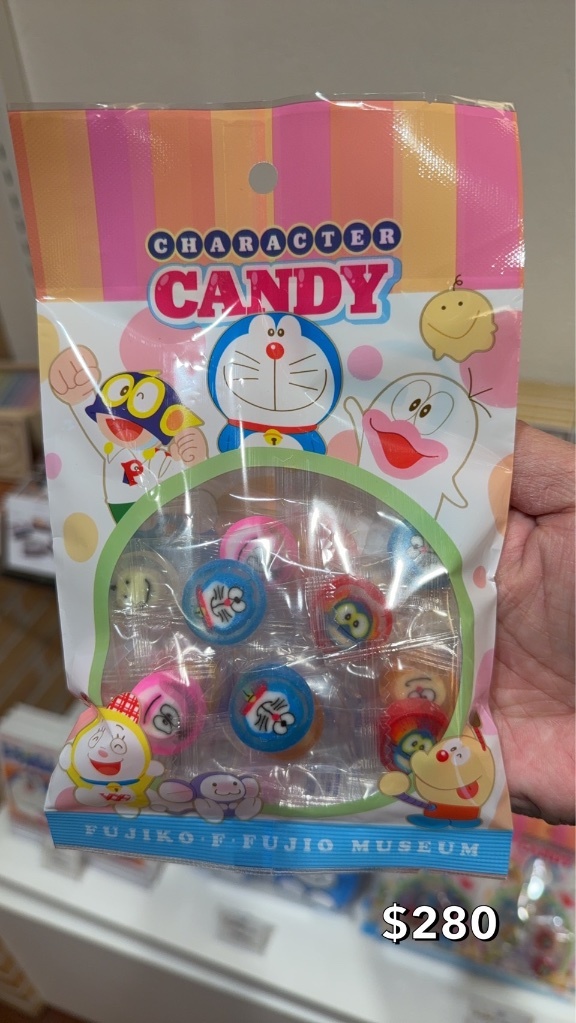 CHARACTER
CANDY
FUJIKO·F·FUJIO MUSEUM
$280